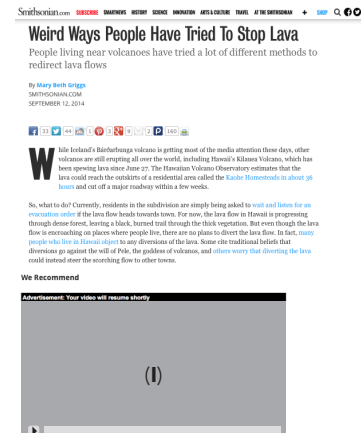 Smithsonian.com SUBSCRIBE SMARTNEWS HISTORY SCIENCE INNOVATION ARTS & CULTURE TRAVEL AT THE SMITHSONIAN + SHOP
Weird Ways People Have Tried To Stop Lava
People living near volcanoes have tried a lot of different methods to
redirect lava flows
By Mary Beth Griggs
SMITHSONIAN.COM
SEPTEMBER 12, 2014
33 44 1 3 9 2 160
While Iceland's Bárðarbunga volcano is getting most of the media attention these days, other
volcanos are still erupting all over the world, including Hawaii's Kilauea Volcano, which has
been spewing lava since June 27. The Hawaiian Volcano Observatory estimates that the
lava could reach the outskirts of a residential area called the Kaohe Homesteads in about 36
hours and cut off a major roadway within a few weeks.
So, what to do? Currently, residents in the subdivision are simply being asked to wait and listen for an
evacuation order if the lava flow heads towards town. For now, the lava flow in Hawaii is progressing
through dense forest, leaving a black, burned trail through the thick vegetation. But even though the lava
flow is encroaching on places where people live, there are no plans to divert the lava flow. In fact, many
people who live in Hawaii object to any diversions of the lava. Some cite traditional beliefs that
diversions go against the will of Pele, the goddess of volcanos, and others worry that diverting the lava
could instead steer the scorching flow to other towns.
We Recommend
Advertisement: Your video will resume shortly
(I)